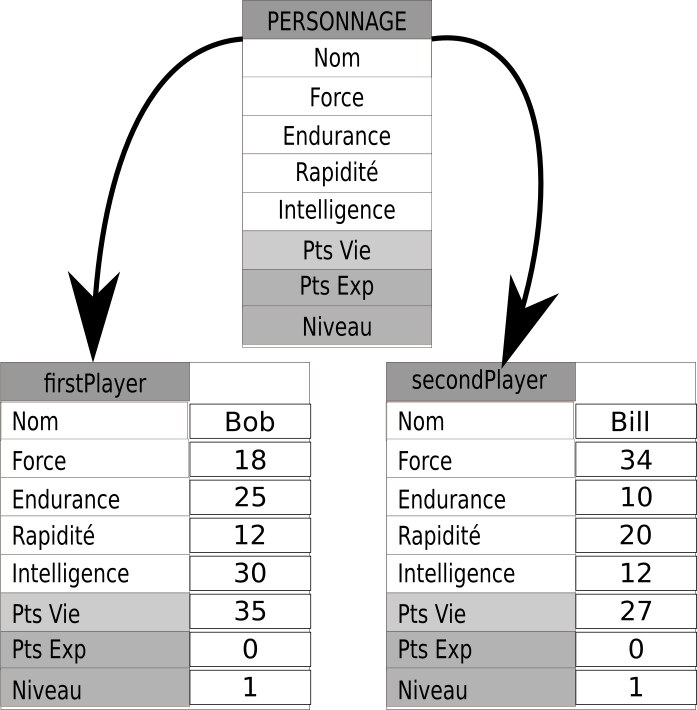 PERSONNAGE
Nom
Force
Endurance
Rapidité
Intelligence
Pts Vie
Pts Exp
Niveau
firstPlayer
Nom Bob
Force 18
Endurance 25
Rapidité 12
Intelligence 30
Pts Vie 35
Pts Exp 0
Niveau 1
secondPlayer
Nom Bill
Force 34
Endurance 10
Rapidité 20
Intelligence 12
Pts Vie 27
Pts Exp 0
Niveau 1